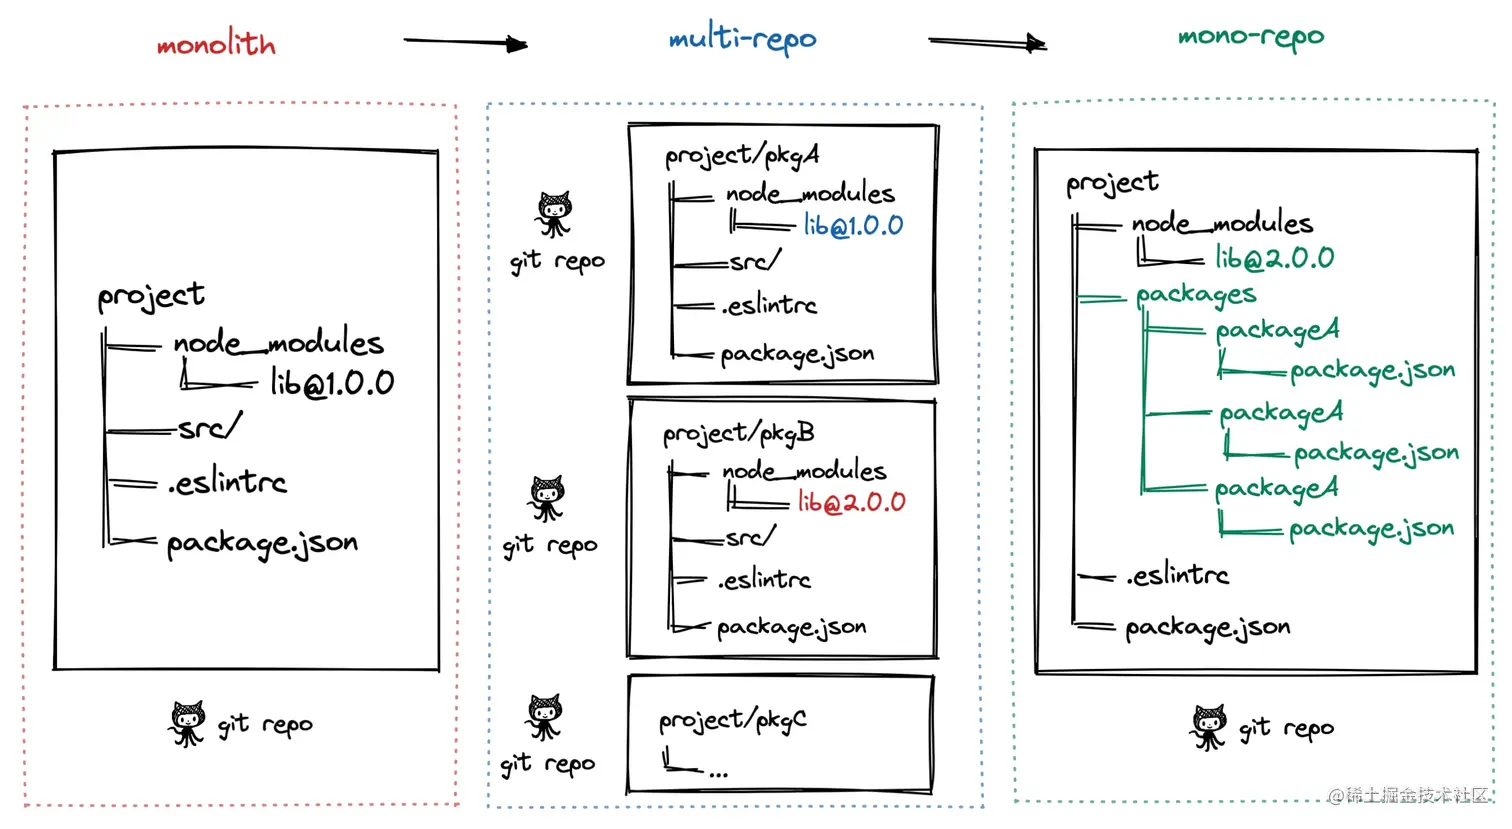 monolith
multi-repo
mono-repo
project
node_modules
lib@1.0.0
src/
.eslintrc
package.json
git repo
git repo
project/pkgA
node_modules
lib@1.0.0
src/
.eslintrc
package.json
git repo
project/pkgB
node_modules
lib@2.0.0
src/
.eslintrc
package.json
git repo
project/pkgC
...
project
node_modules
lib@2.0.0
packages
packageA
package.json
packageA
package.json
packageA
package.json
.eslintrc
package.json
git repo
@稀土掘金技术社区